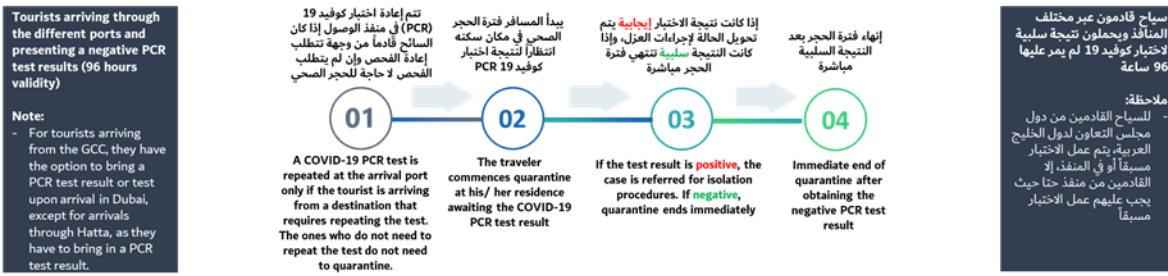 Tourists arriving through
the different ports and
presenting a negative PCR
test results (96 hours
validity)
Note:
- For tourists arriving
from the GCC, they have
the option to bring a
PCR test result or test
upon arrival in Dubai,
except for arrivals
through Hatta, as they
have to bring in a PCR
test result.
تتم إعادة اختبار كوفيد 19
(PCR) في منفذ الوصول إذا كان
السائح قادماً من وجهة تتطلب
إعادة الفحص وإن لم يتطلب
الفحص لا حاجة للحجر الصحي
01
A COVID-19 PCR test is
repeated at the arrival port
only if the tourist is arriving
from a destination that
requires repeating the test.
The ones who do not need to
repeat the test do not need
to quarantine.
يبدأ المسافر فترة الحجر
الصحي في مكان سكنه
انتظاراً لنتيجة اختبار
كوفيد 19 PCR
02
The traveler
commences quarantine
at his/ her residence
awaiting the COVID-19
PCR test result
إذا كانت نتيجة الاختبار إيجابية يتم
تحويل الحالة لإجراءات العزل، وإذا
كانت النتيجة سلبية تنتهي فترة
الحجر مباشرة
03
If the test result is positive, the
case is referred for isolation
procedures. If negative,
quarantine ends immediately
إنهاء فترة الحجر بعد
النتيجة السلبية
مباشرة
04
Immediate end of
quarantine after
obtaining the
negative PCR test
result
سياح قادمون عبر مختلف
المنافذ ويحملون نتيجة سلبية
لاختبار كوفيد 19 لم يمر عليها
96 ساعة
ملاحظة:
- للسياح القادمين من دول
مجلس التعاون لدول الخليج
العربية، يتم عمل الاختبار
مسبقاً أو في المنفذ، إلا
القادمين من منفذ حتا حيث
يجب عليهم عمل الاختبار
مسبقاً